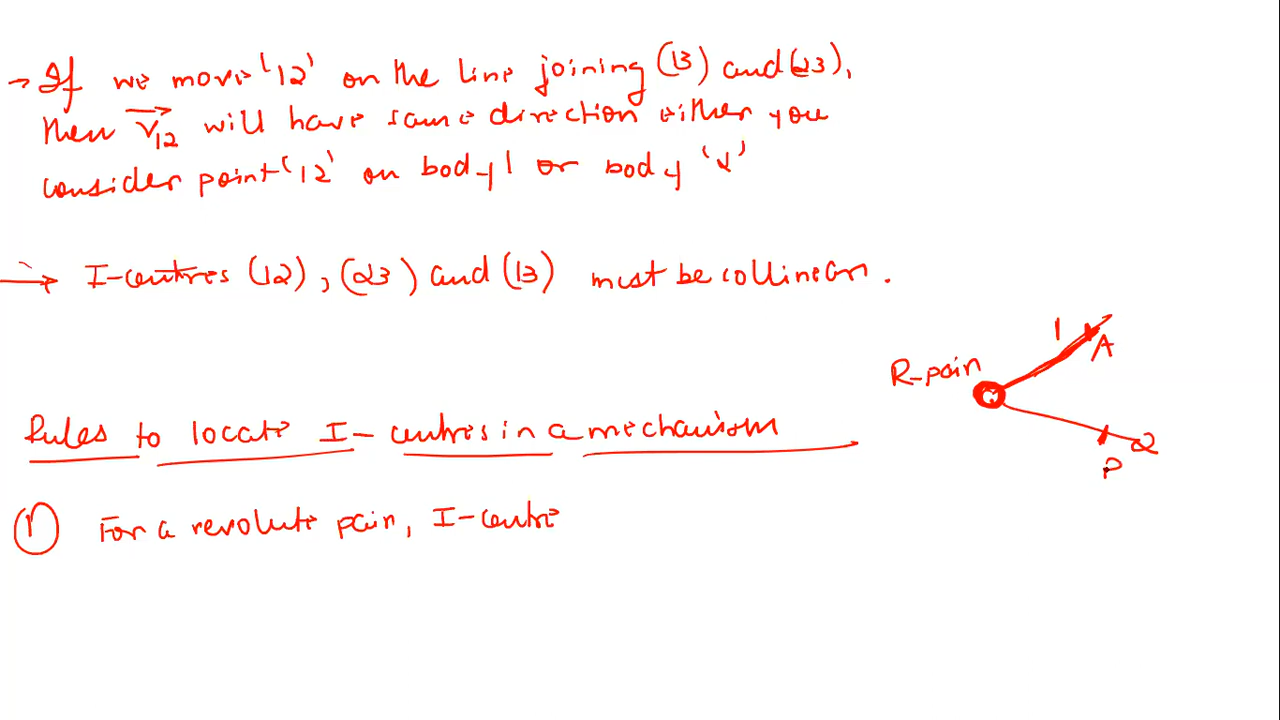 → If we move '12' on the line joining (13) and (23),
then V12 will have same direction either you
consider point '12' on body 1 or body '2'
→ I-centres (12), (23) and (13) must be collinear.
1
A
R-pair
2
P
Rules to locate I-centres in a mechanism
① For a revolute pair, I-centre